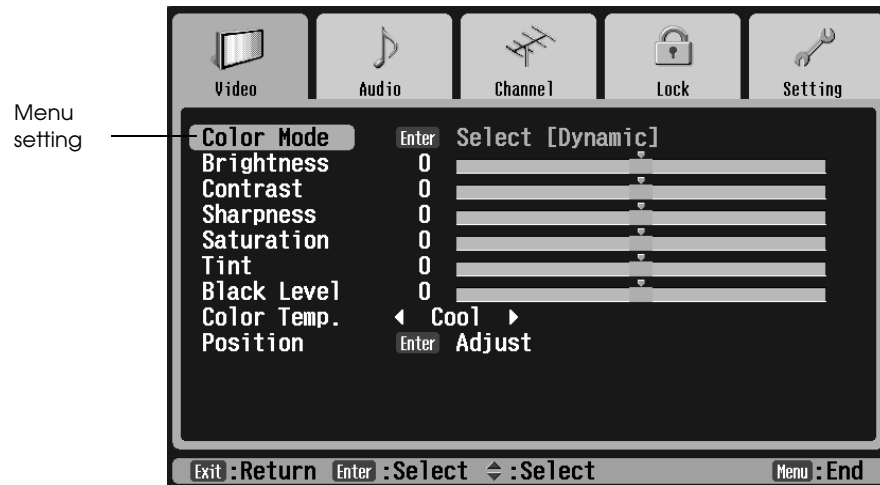 Video Audio Channel Lock Setting
Menu
setting
Color Mode Enter Select [Dynamic]
Brightness 0
Contrast 0
Sharpness 0
Saturation 0
Tint 0
Black Level 0
Color Temp. Cool
Position Enter Adjust
Exit :Return Enter :Select :Select Menu :End